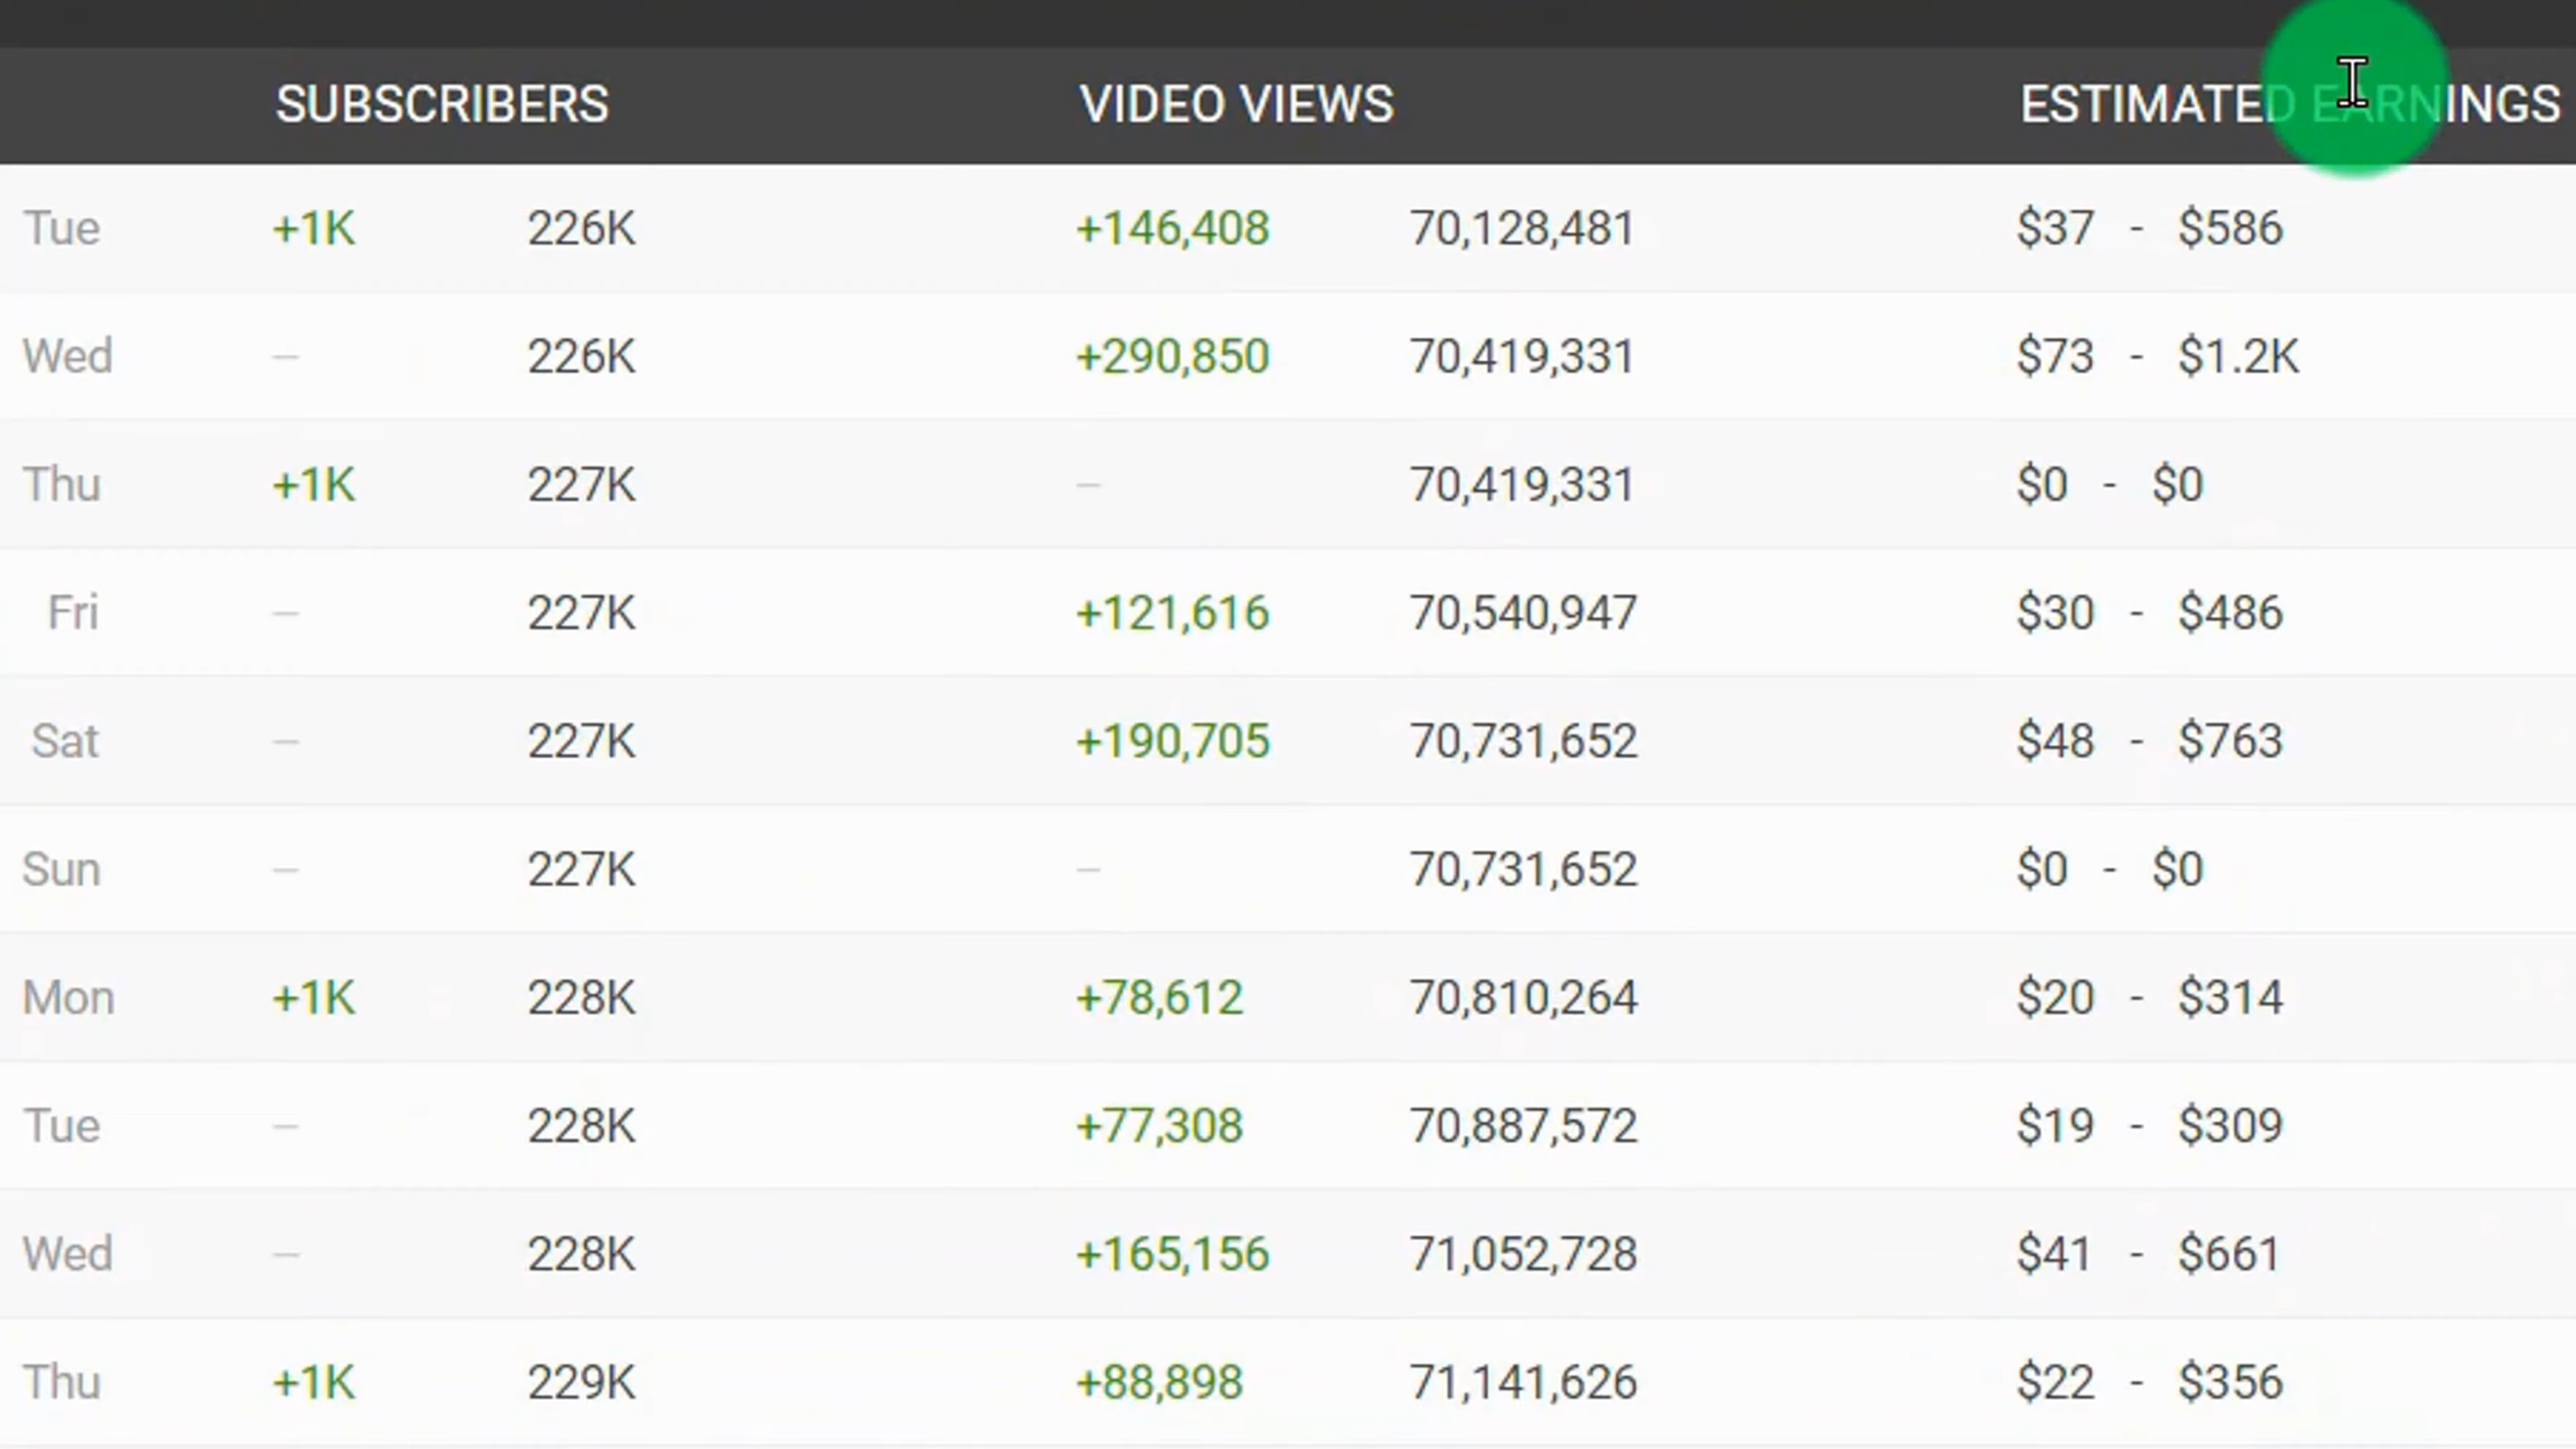 SUBSCRIBERS VIDEO VIEWS ESTIMATED EARNINGS
Tue +1K 226K +146,408 70,128,481 $37 - $586
Wed – 226K +290,850 70,419,331 $73 - $1.2K
Thu +1K 227K – 70,419,331 $0 - $0
Fri – 227K +121,616 70,540,947 $30 - $486
Sat – 227K +190,705 70,731,652 $48 - $763
Sun – 227K – 70,731,652 $0 - $0
Mon +1K 228K +78,612 70,810,264 $20 - $314
Tue – 228K +77,308 70,887,572 $19 - $309
Wed – 228K +165,156 71,052,728 $41 - $661
Thu +1K 229K +88,898 71,141,626 $22 - $356